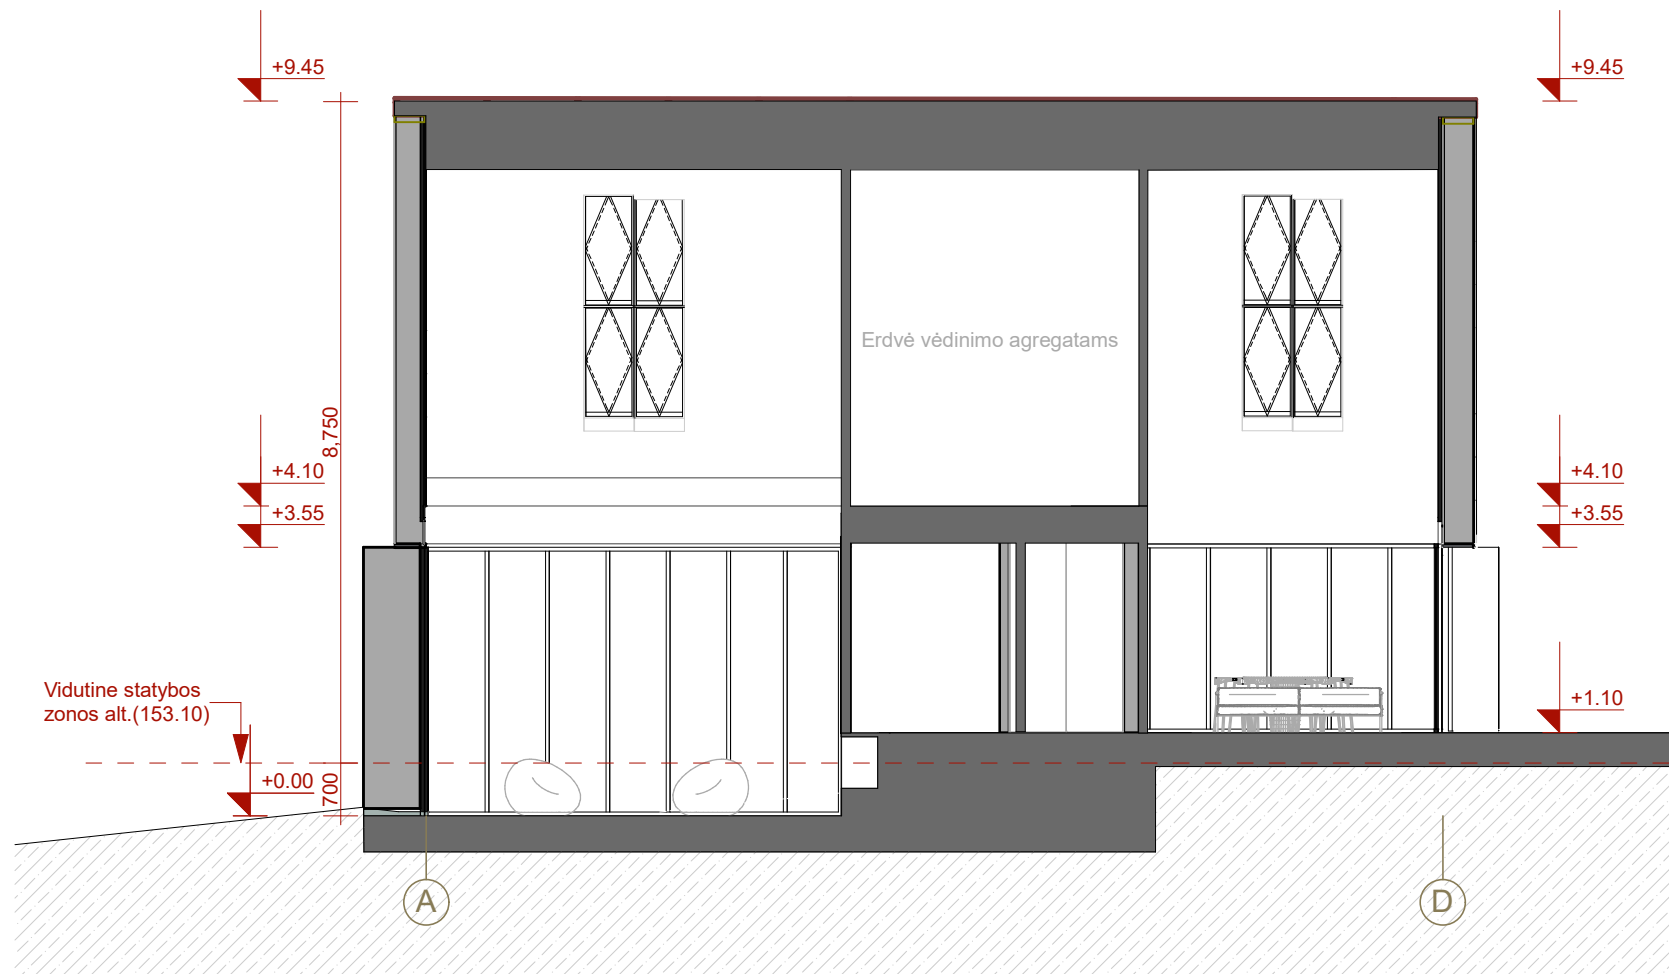 +9.45
+9.45
Erdvė vėdinimo agregatams
8,750
+4.10
+4.10
+3.55
+3.55
Vidutine statybos
zonos alt.(153.10)
+1.10
+0.00
700
A
D